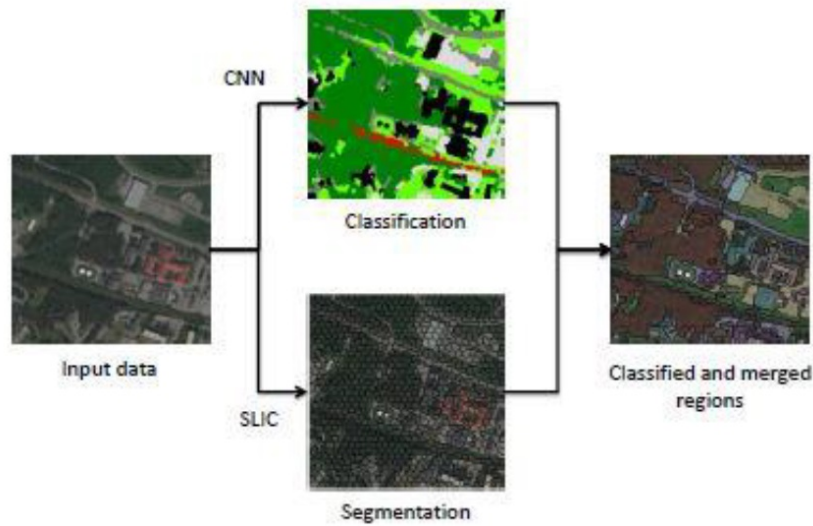 CNN
Classification
Input data
SLIC
Segmentation
Classified and merged
regions